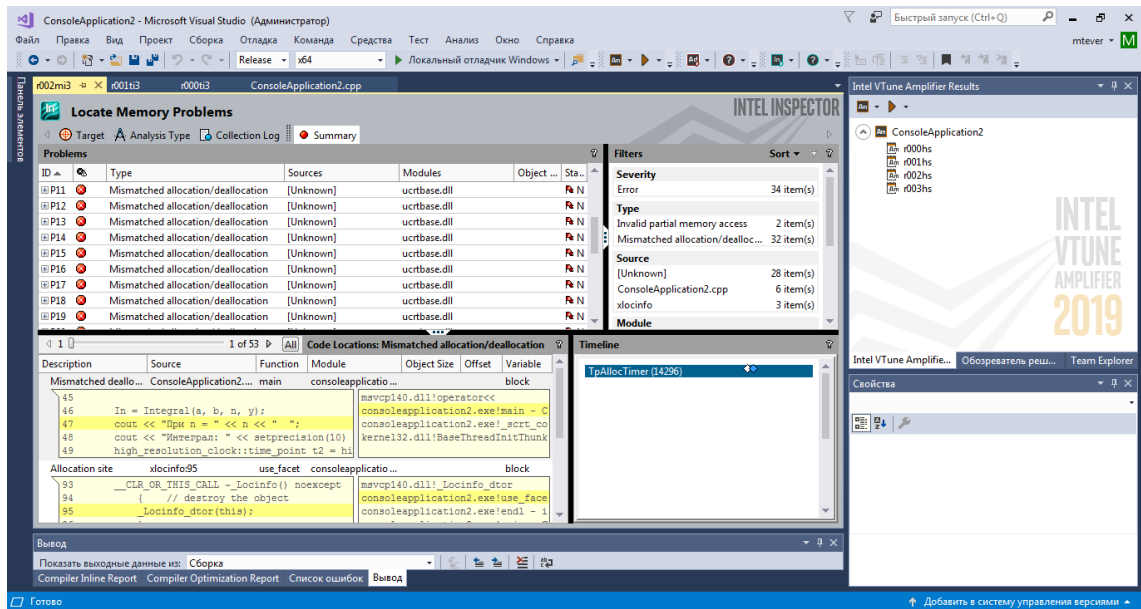 ConsoleApplication2 - Microsoft Visual Studio (Администратор)
Быстрый запуск (Ctrl+Q)
Файл Правка Вид Проект Сборка Отладка Команда Средства Тест Анализ Окно Справка
mtever M
Release x64 Локальный отладчик Windows
Панель элементов
r002mi3 r001ti3 r000ti3 ConsoleApplication2.cpp
Locate Memory Problems
INTEL INSPECTOR
Target Analysis Type Collection Log Summary
Problems
ID Type Sources Modules Object ... Sta..
P11 Mismatched allocation/deallocation [Unknown] ucrtbase.dll N
P12 Mismatched allocation/deallocation [Unknown] ucrtbase.dll N
P13 Mismatched allocation/deallocation [Unknown] ucrtbase.dll N
P14 Mismatched allocation/deallocation [Unknown] ucrtbase.dll N
P15 Mismatched allocation/deallocation [Unknown] ucrtbase.dll N
P16 Mismatched allocation/deallocation [Unknown] ucrtbase.dll N
P17 Mismatched allocation/deallocation [Unknown] ucrtbase.dll N
P18 Mismatched allocation/deallocation [Unknown] ucrtbase.dll N
P19 Mismatched allocation/deallocation [Unknown] ucrtbase.dll N
Filters Sort
Severity
Error 34 item(s)
Type
Invalid partial memory access 2 item(s)
Mismatched allocation/dealloc... 32 item(s)
Source
[Unknown] 28 item(s)
ConsoleApplication2.cpp 6 item(s)
xlocinfo 3 item(s)
Module
1 1 of 53 All Code Locations: Mismatched allocation/deallocation
Description Source Function Module Object Size Offset Variable
Mismatched deallo... ConsoleApplication2.... main consoleapplicatio ... block
45
46 In = Integral(a, b, n, y);
47 cout << "При n = " << n << " ";
48 cout << "Интеграл: " << setprecision(10)
49 high_resolution_clock::time_point t2 = hi
msvcp140.dll!operator<<
consoleapplication2.exe!main - C
consoleapplication2.exe!_scrt_co
kernel32.dll!BaseThreadInitThunk
Allocation site xlocinfo:95 use_facet consoleapplicatio ... block
93 __CLR_OR_THIS_CALL ~_Locinfo() noexcept
94 { // destroy the object
95 _Locinfo_dtor(this);
msvcp140.dll!_Locinfo_dtor
consoleapplication2.exe!use_face
consoleapplication2.exe!endl - i
Timeline
TpAllocTimer (14296)
Вывод
Показать выходные данные из: Сборка
Compiler Inline Report Compiler Optimization Report Список ошибок Вывод
Intel VTune Amplifier Results
ConsoleApplication2
r000hs
r001hs
r002hs
r003hs
INTEL
VTUNE
AMPLIFIER
2019
Intel VTune Amplifie... Обозреватель реш... Team Explorer
Свойства
Готово
Добавить в систему управления версиями